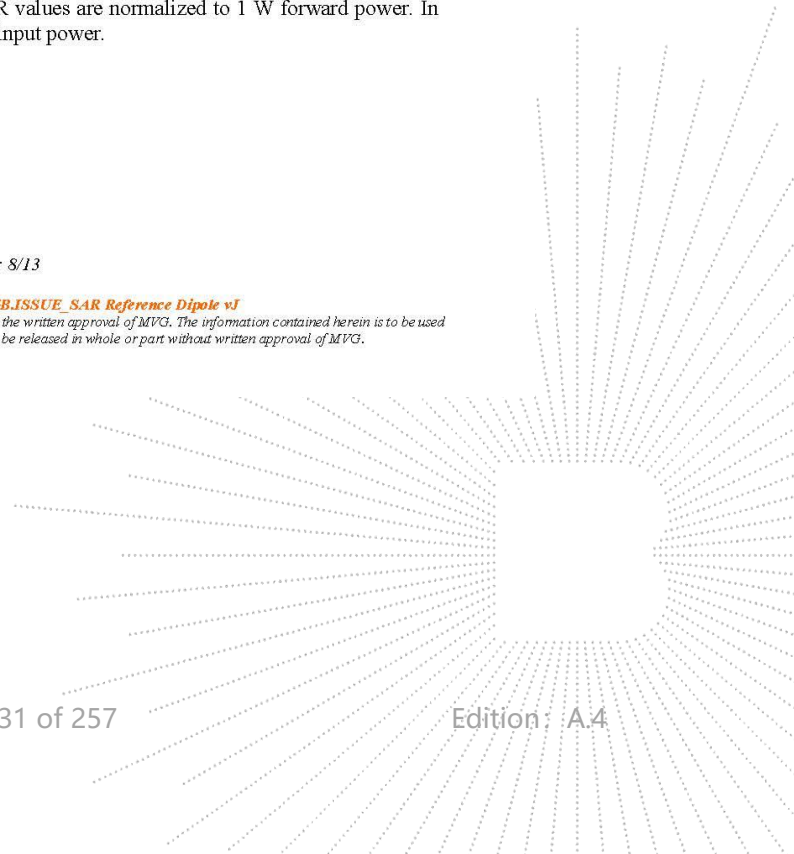 R values are normalized to 1 W forward power. In
input power.
: 8/13
B.ISSUE_SAR Reference Dipole vJ
the written approval of MVG. The information contained herein is to be used
be released in whole or part without written approval of MVG.
31 of 257 Edition: A.4